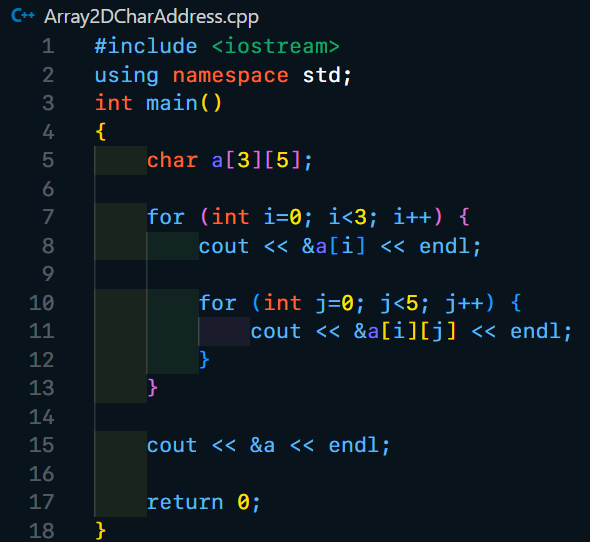 C++ Array2DCharAddress.cpp
1 #include <iostream>
2 using namespace std;
3 int main()
4 {
5     char a[3][5];
6
7     for (int i=0; i<3; i++) {
8         cout << &a[i] << endl;
9
10         for (int j=0; j<5; j++) {
11             cout << &a[i][j] << endl;
12         }
13     }
14
15     cout << &a << endl;
16
17     return 0;
18 }